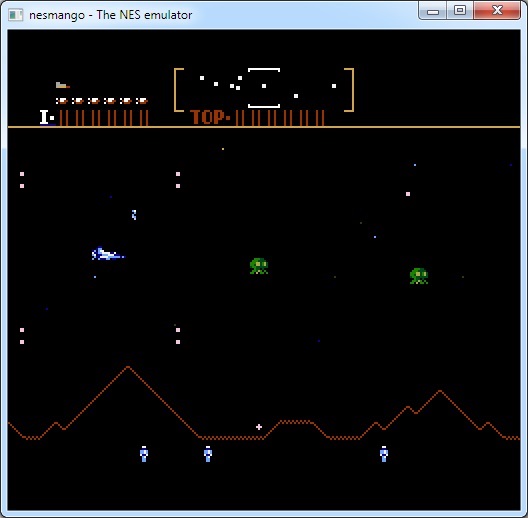 nesmango - The NES emulator
I-
TOP-